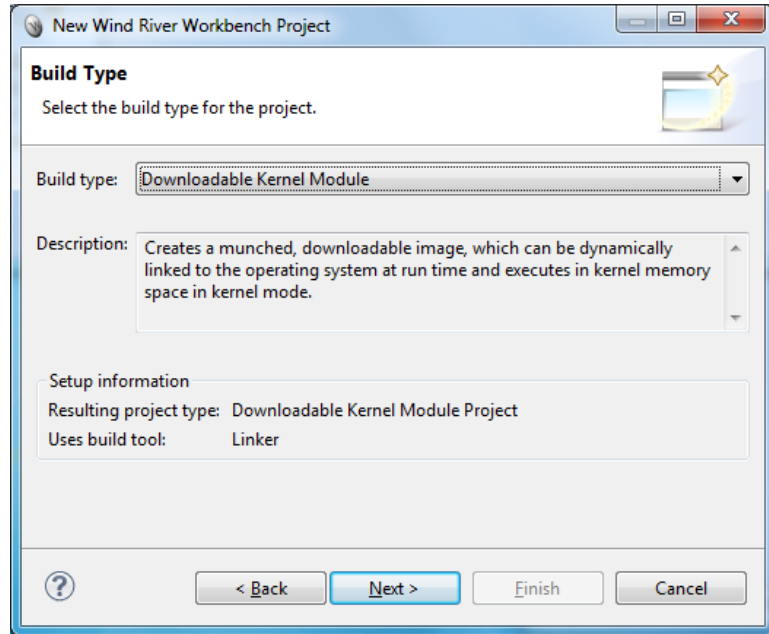 New Wind River Workbench Project
Build Type
Select the build type for the project.
Build type: Downloadable Kernel Module
Description: Creates a munched, downloadable image, which can be dynamically
linked to the operating system at run time and executes in kernel memory
space in kernel mode.
Setup information
Resulting project type: Downloadable Kernel Module Project
Uses build tool: Linker
? < Back Next > Finish Cancel